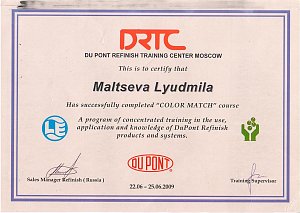 DRTC
DU PONT REFINISH TRAINING CENTER MOSCOW
This is to certify that
Maltseva Lyudmila
Has successfully completed "COLOR MATCH" course
A program of concentrated training in the use,
application and knowledge of DuPont Refinish
products and systems.
DUPONT
Sales Manager Refinish ( Russia )
Training Supervisor
22.06 - 25.06.2009